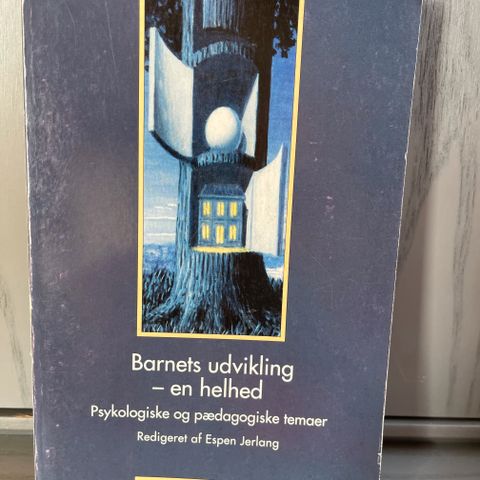 Barnets udvikling
– en helhed
Psykologiske og pædagogiske temaer
Redigeret af Espen Jerlang